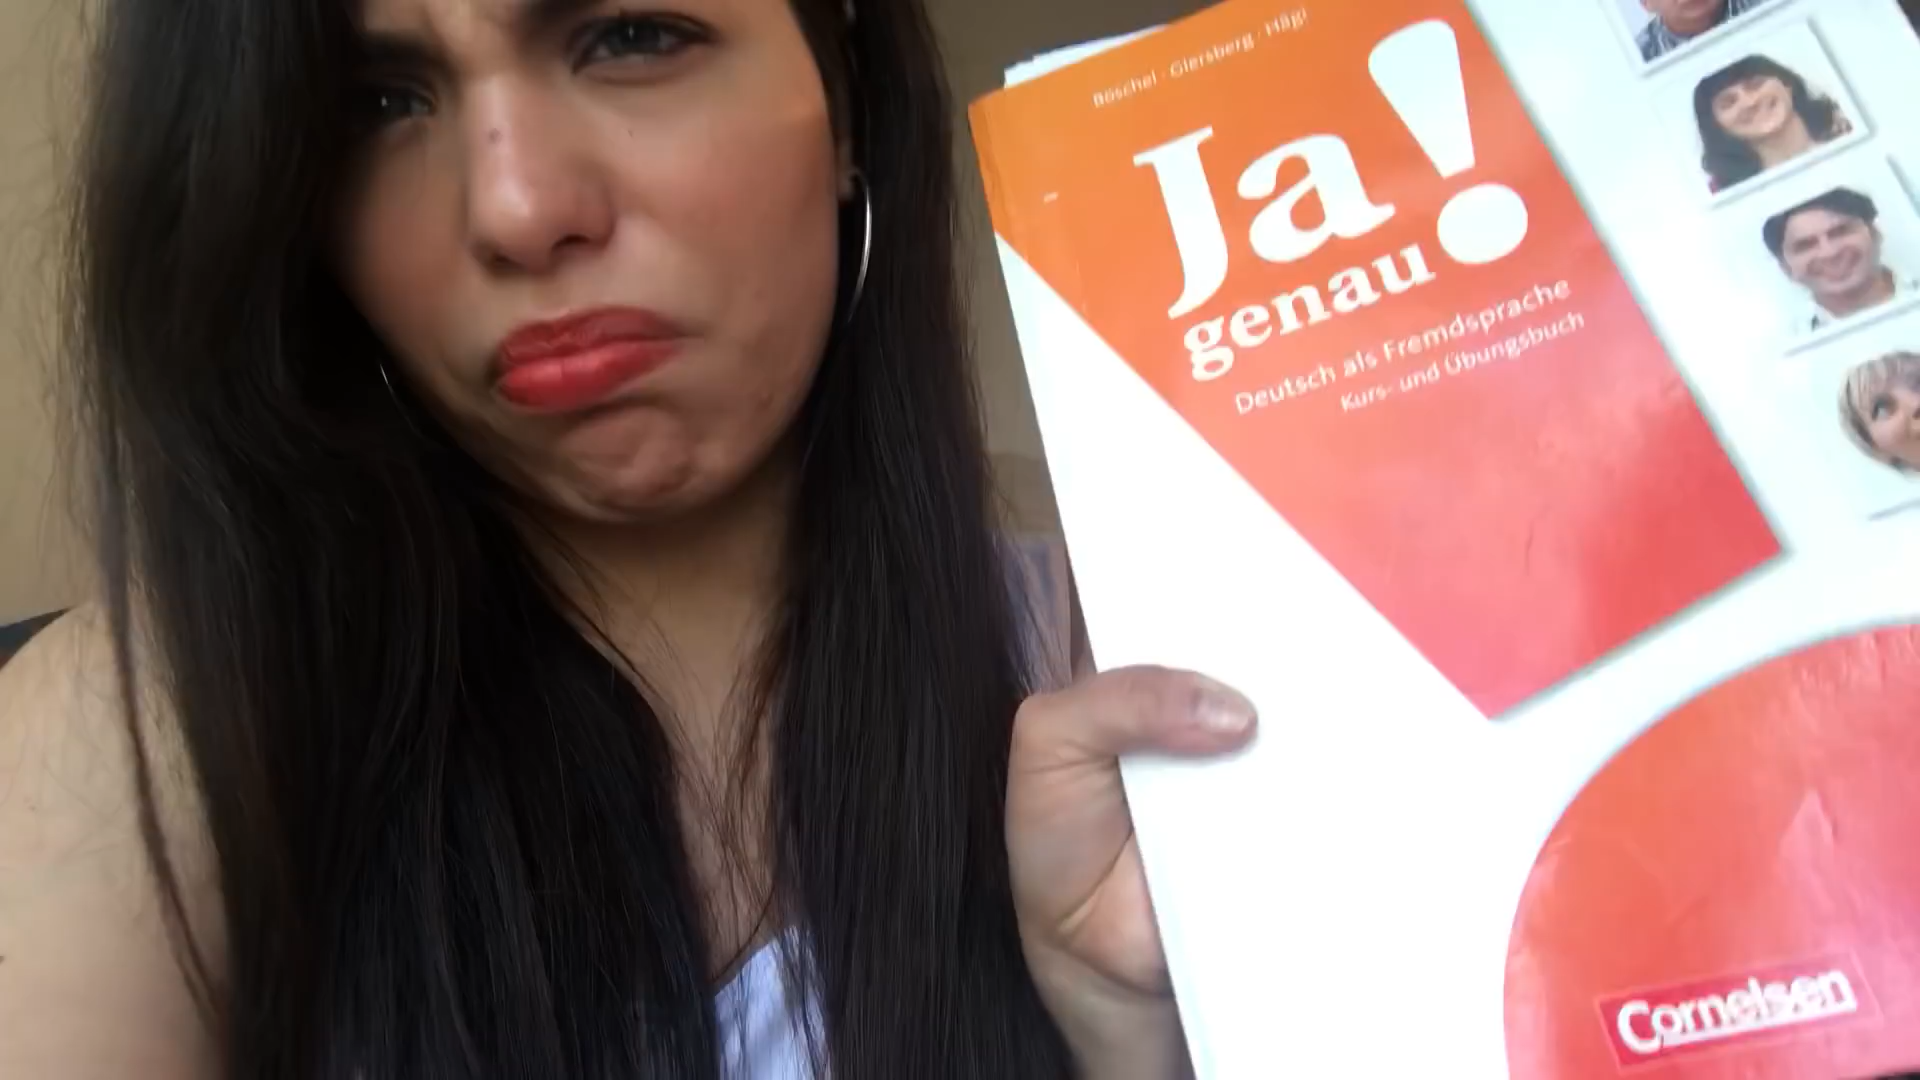 Böschel · Giersberg · Hägi
Ja!
genau
Deutsch als Fremdsprache
Kurs- und Übungsbuch
Cornelsen